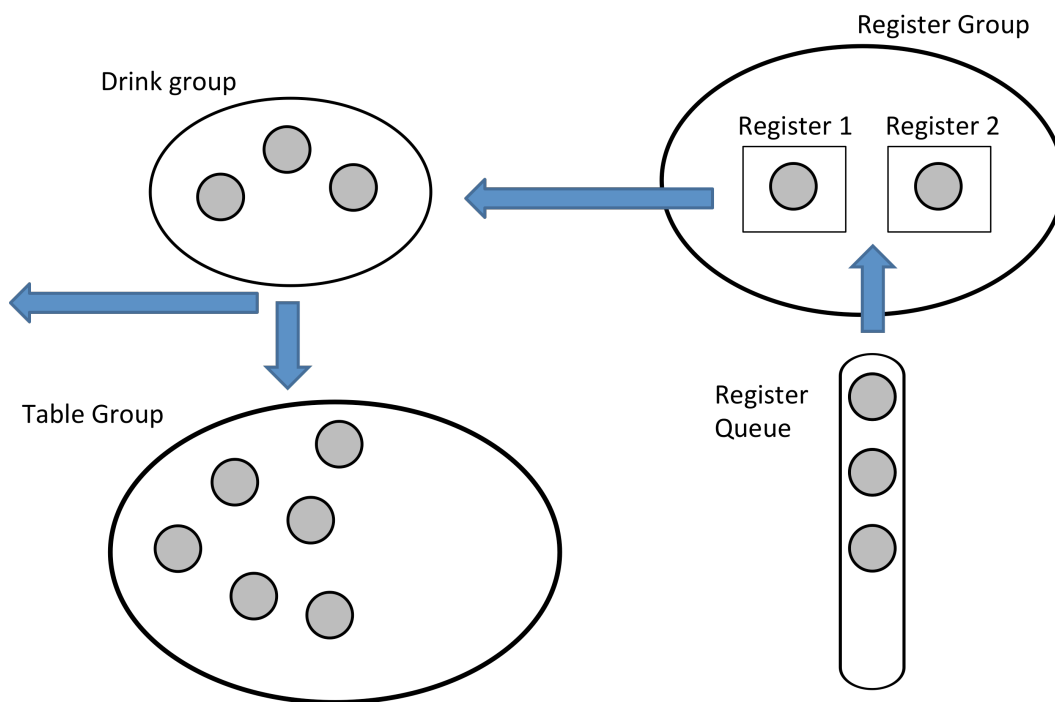 Register Group
Drink group
Register 1
Register 2
Table Group
Register
Queue